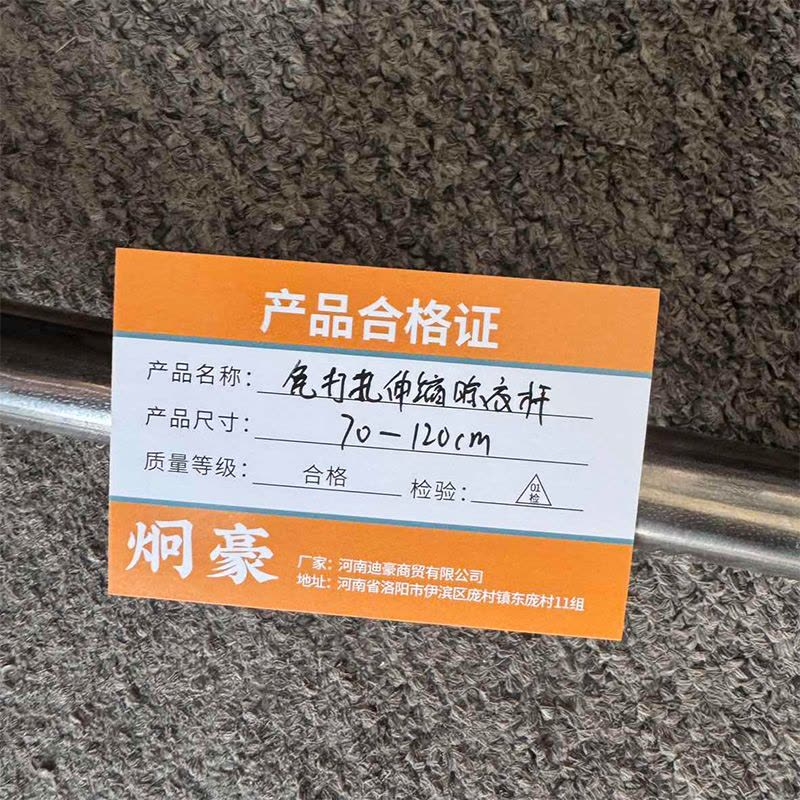 产品合格证
产品名称： 免打孔伸缩晾衣杆
产品尺寸： 70-120cm
质量等级： 合格 检验： 01检
炯豪
厂家：河南迪豪商贸有限公司
地址：河南省洛阳市伊滨区庞村镇东庞村11组